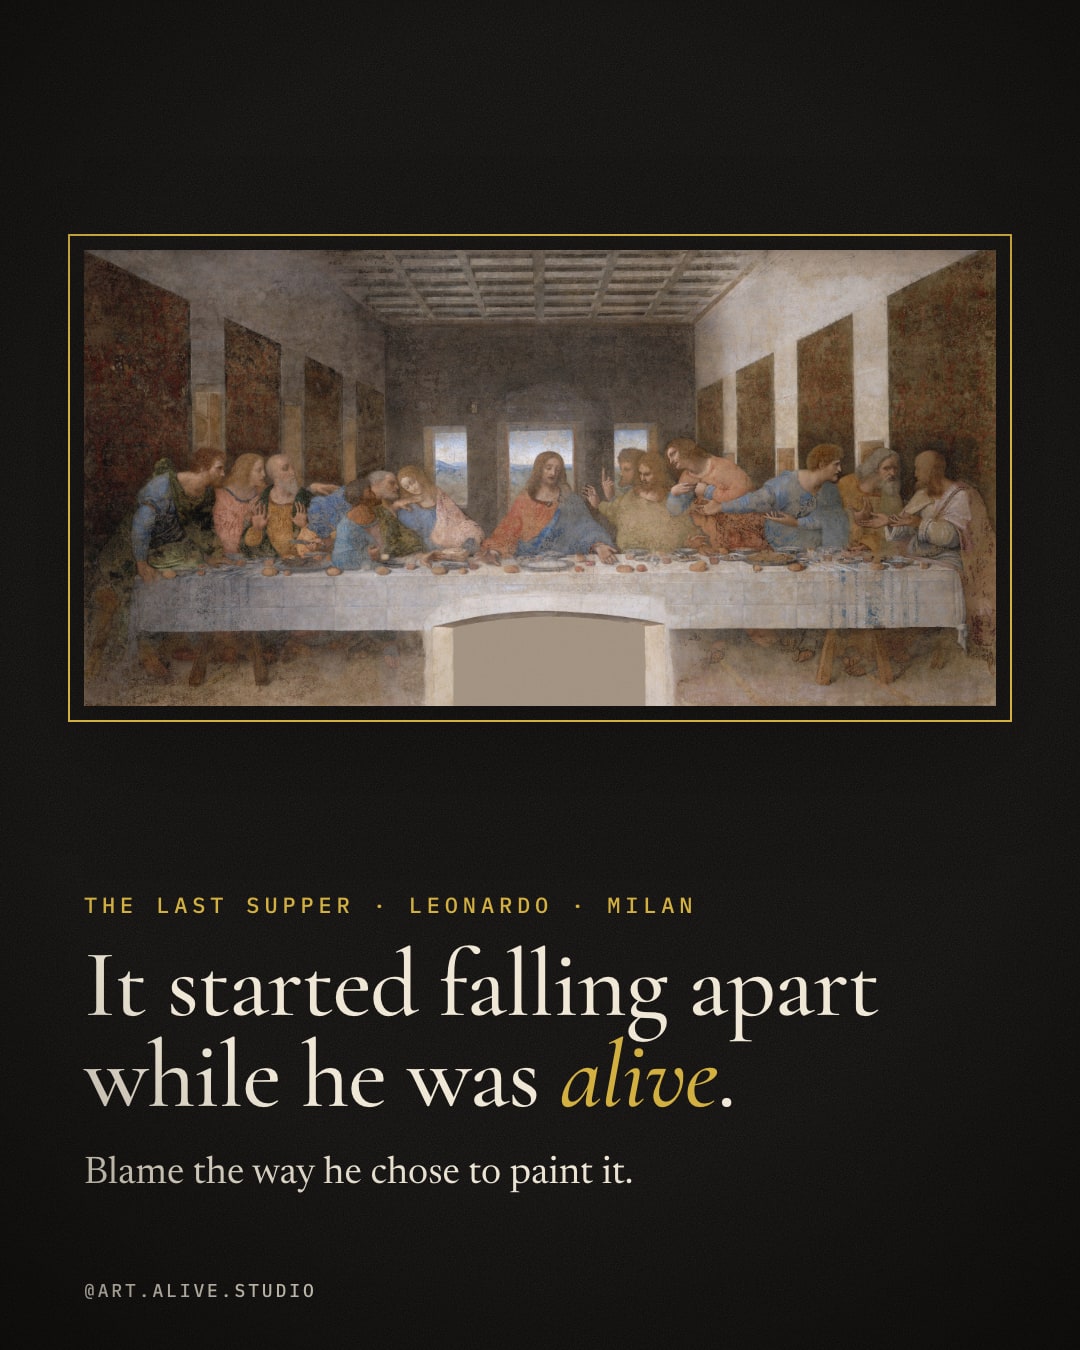 THE LAST SUPPER · LEONARDO · MILAN
It started falling apart
while he was alive.
Blame the way he chose to paint it.
@ART.ALIVE.STUDIO